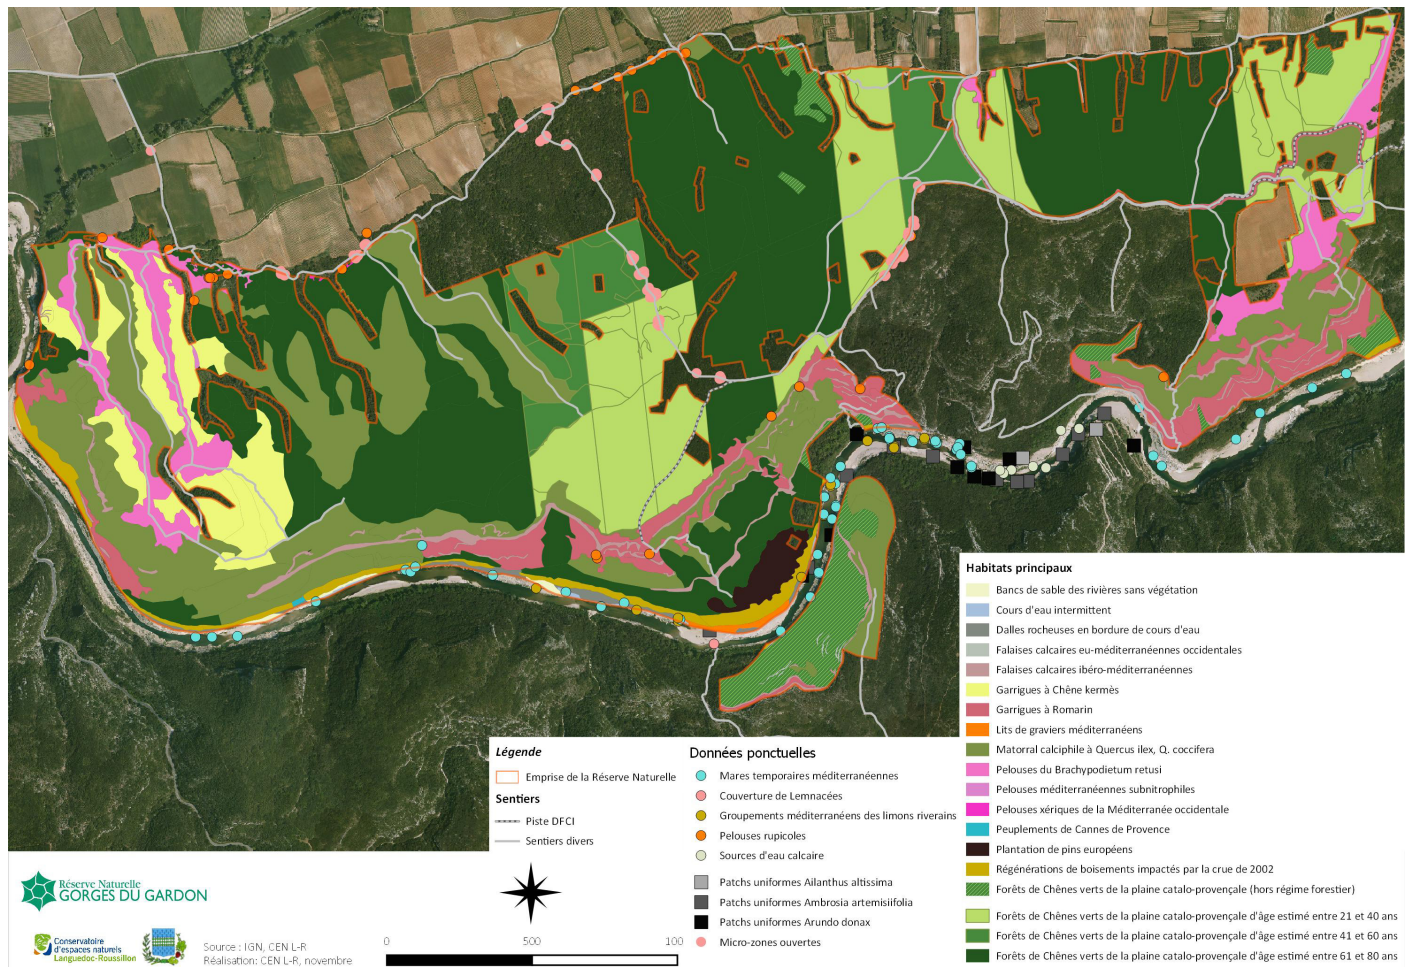 Habitats principaux
Bancs de sable des rivières sans végétation
Cours d'eau intermittent
Dalles rocheuses en bordure de cours d'eau
Falaises calcaires eu-méditerranéennes occidentales
Falaises calcaires ibéro-méditerranéennes
Garrigues à Chêne kermès
Garrigues à Romarin
Lits de graviers méditerranéens
Matorral calciphile à Quercus ilex, Q. coccifera
Pelouses du Brachypodietum retusi
Pelouses méditerranéennes subnitrophiles
Pelouses xériques de la Méditerranée occidentale
Peuplements de Cannes de Provence
Plantation de pins européens
Régénérations de boisements impactés par la crue de 2002
Forêts de Chênes verts de la plaine catalo-provençale (hors régime forestier)
Forêts de Chênes verts de la plaine catalo-provençale d'âge estimé entre 21 et 40 ans
Forêts de Chênes verts de la plaine catalo-provençale d'âge estimé entre 41 et 60 ans
Forêts de Chênes verts de la plaine catalo-provençale d'âge estimé entre 61 et 80 ans
Légende
Emprise de la Réserve Naturelle
Sentiers
Piste DFCI
Sentiers divers
Données ponctuelles
Mares temporaires méditerranéennes
Couverture de Lemnacées
Groupements méditerranéens des limons riverains
Pelouses rupicoles
Sources d'eau calcaire
Patchs uniformes Ailanthus altissima
Patchs uniformes Ambrosia artemisiifolia
Patchs uniformes Arundo donax
Micro-zones ouvertes
Réserve Naturelle
GORGES DU GARDON
Conservatoire
d'espaces naturels
Languedoc-Roussillon
Source : IGN, CEN L-R
Réalisation: CEN L-R, novembre
0 500 100